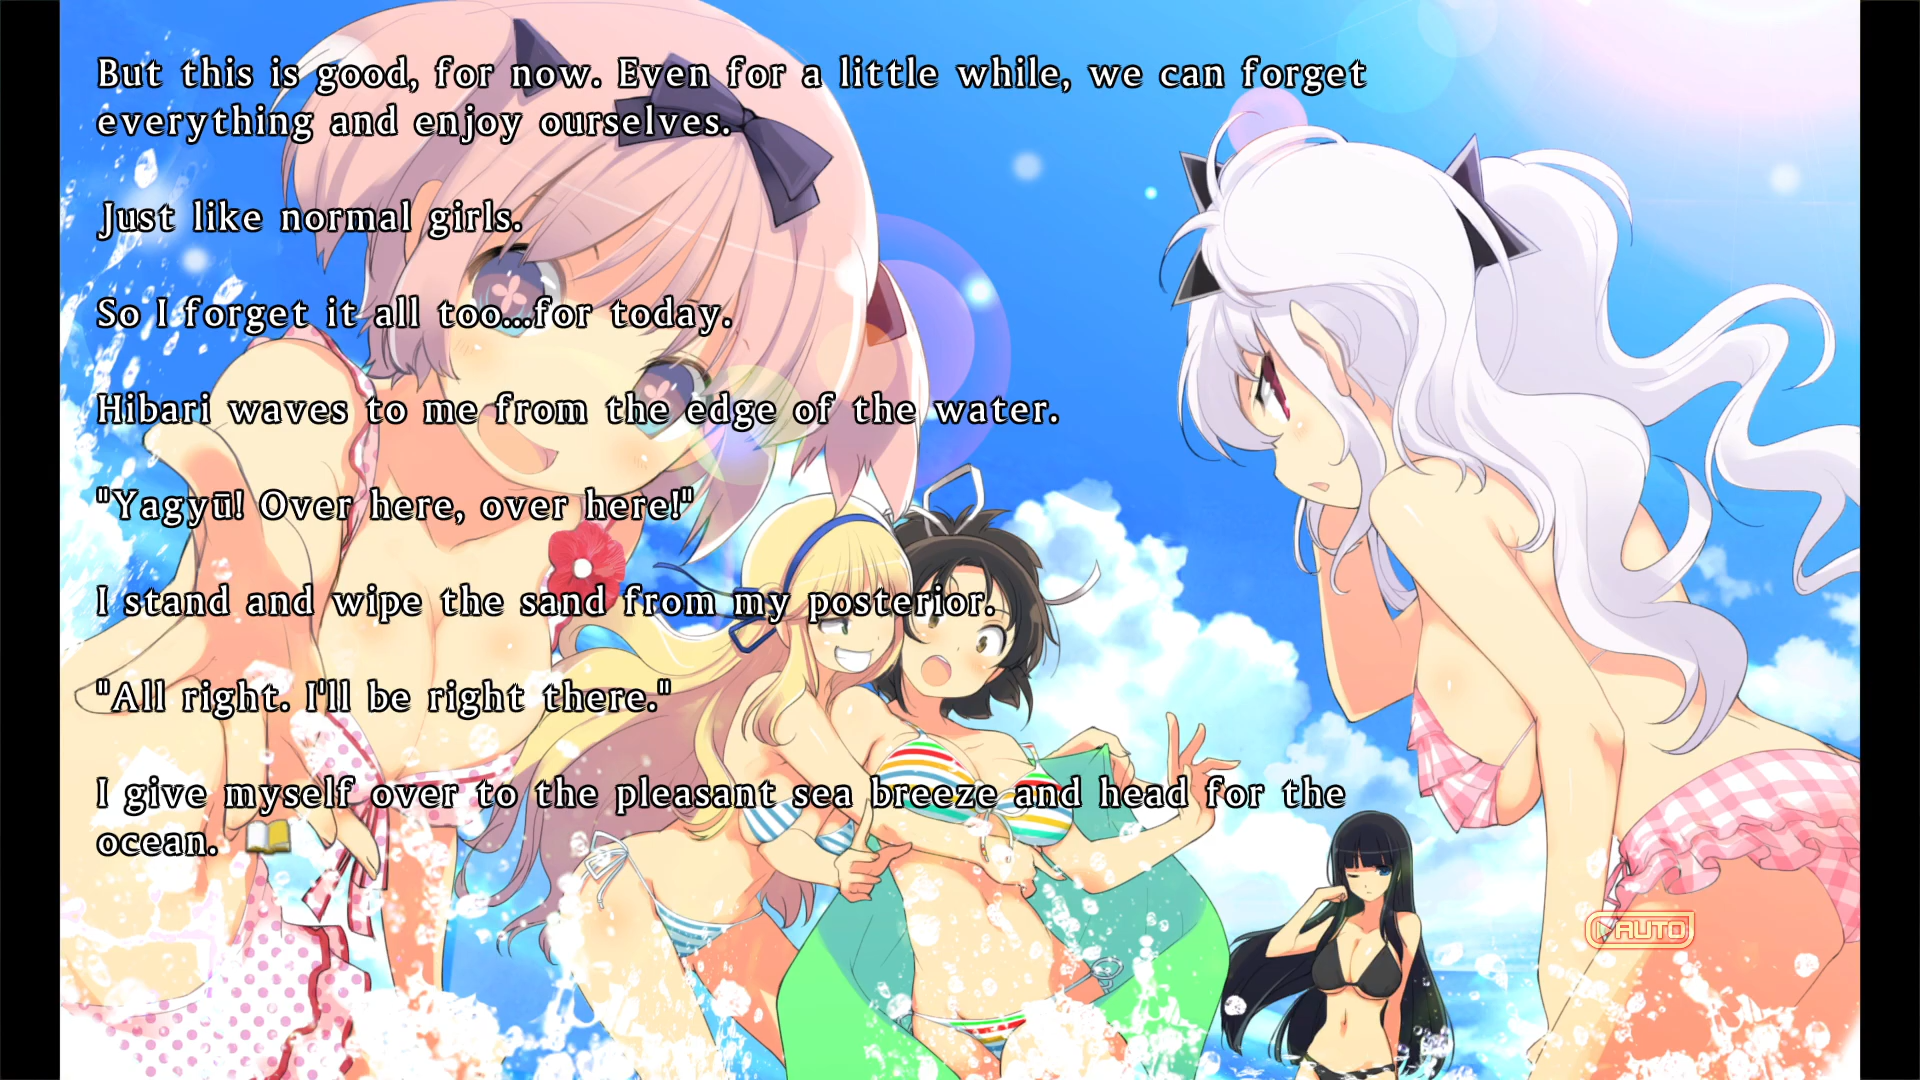 But this is good, for now. Even for a little while, we can forget
everything and enjoy ourselves.
Just like normal girls.
So I forget it all too...for today.
Hibari waves to me from the edge of the water.
"Yagyū! Over here, over here!"
I stand and wipe the sand from my posterior.
"All right. I'll be right there."
I give myself over to the pleasant sea breeze and head for the
ocean.
AUTO